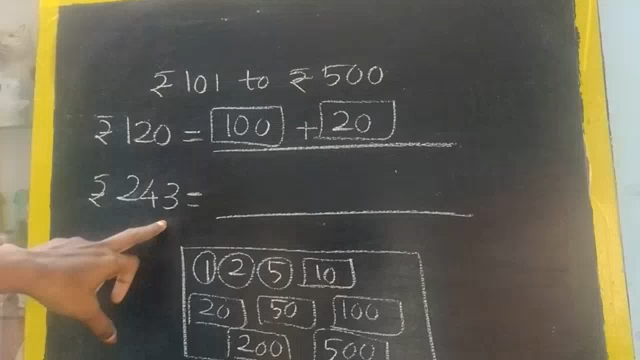 ₹ 101 to ₹ 500
₹ 120 = 100 + 20
₹ 243 =
1 2 5 10
20 50 100
200 500